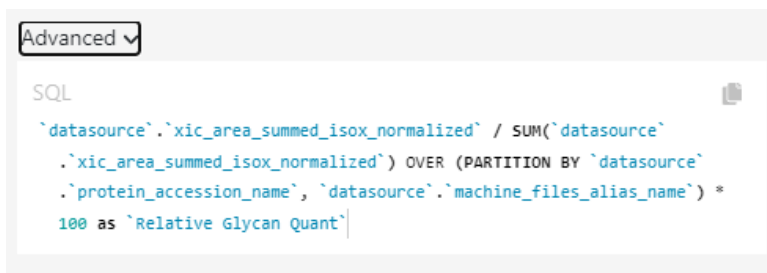 Advanced
SQL
`datasource`.`xic_area_summed_isox_normalized` / SUM(`datasource`
.`xic_area_summed_isox_normalized`) OVER (PARTITION BY `datasource`
.`protein_accession_name`, `datasource`.`machine_files_alias_name`) *
100 as `Relative Glycan Quant`